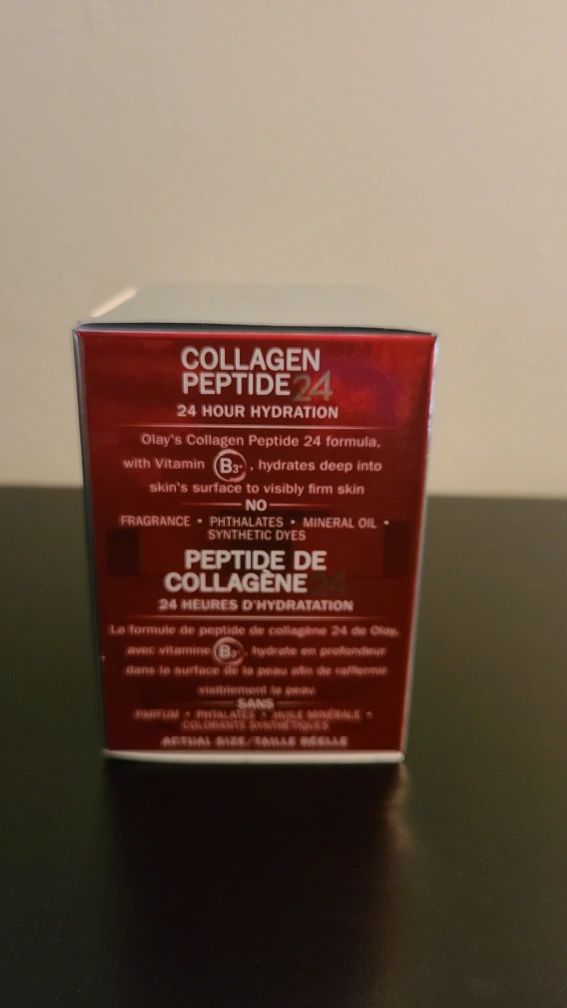 COLLAGEN
PEPTIDE24
24 HOUR HYDRATION
Olay's Collagen Peptide 24 formula,
with Vitamin B3+, hydrates deep into
skin's surface to visibly firm skin
NO
FRAGRANCE • PHTHALATES • MINERAL OIL •
SYNTHETIC DYES
PEPTIDE DE
COLLAGÈNE24
24 HEURES D'HYDRATATION
La formule de peptide de collagène 24 de Olay,
avec vitamine B3+, hydrate en profondeur
dans la surface de la peau afin de raffermir
visiblement la peau
SANS
PARFUM • PHTALATES • HUILE MINÉRALE •
COLORANTS SYNTHÉTIQUES
ACTUAL SIZE/TAILLE RÉELLE